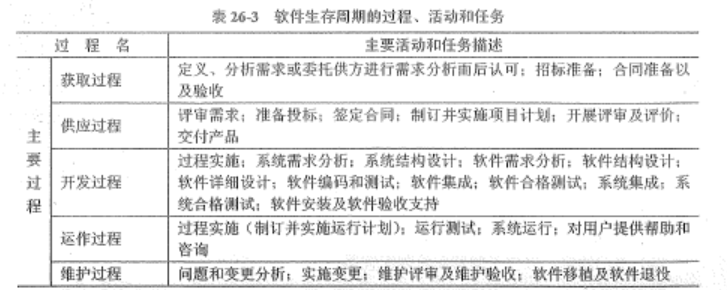 表 26-3 软件生存周期的过程、活动和任务
过 程 名 主要活动和任务描述
主要过程
获取过程 定义、分析需求或委托供方进行需求分析而后认可；招标准备；合同准备以
及验收
供应过程 评审需求；准备投标；签定合同；制订并实施项目计划；开展评审及评价；
交付产品
开发过程 过程实施；系统需求分析；系统结构设计；软件需求分析；软件结构设计；
软件详细设计；软件编码和测试；软件集成；软件合格测试；系统集成；系
统合格测试；软件安装及软件验收支持
运作过程 过程实施（制订并实施运行计划）；运行测试；系统运行；对用户提供帮助和
咨询
维护过程 问题和变更分析；实施变更；维护评审及维护验收；软件移植及软件退役